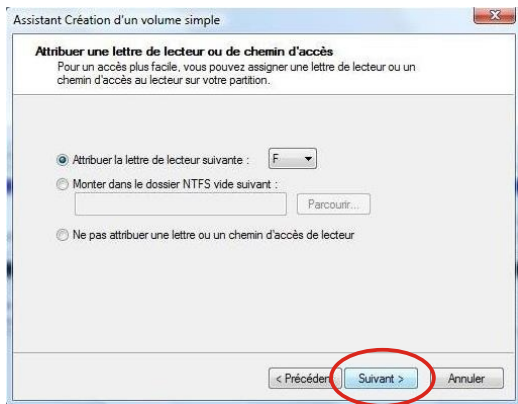 Assistant Création d'un volume simple
Attribuer une lettre de lecteur ou de chemin d'accès
Pour un accès plus facile, vous pouvez assigner une lettre de lecteur ou un
chemin d'accès au lecteur sur votre partition.
Attribuer la lettre de lecteur suivante : F
Monter dans le dossier NTFS vide suivant :
Parcourir...
Ne pas attribuer une lettre ou un chemin d'accès de lecteur
< Précéden Suivant > Annuler